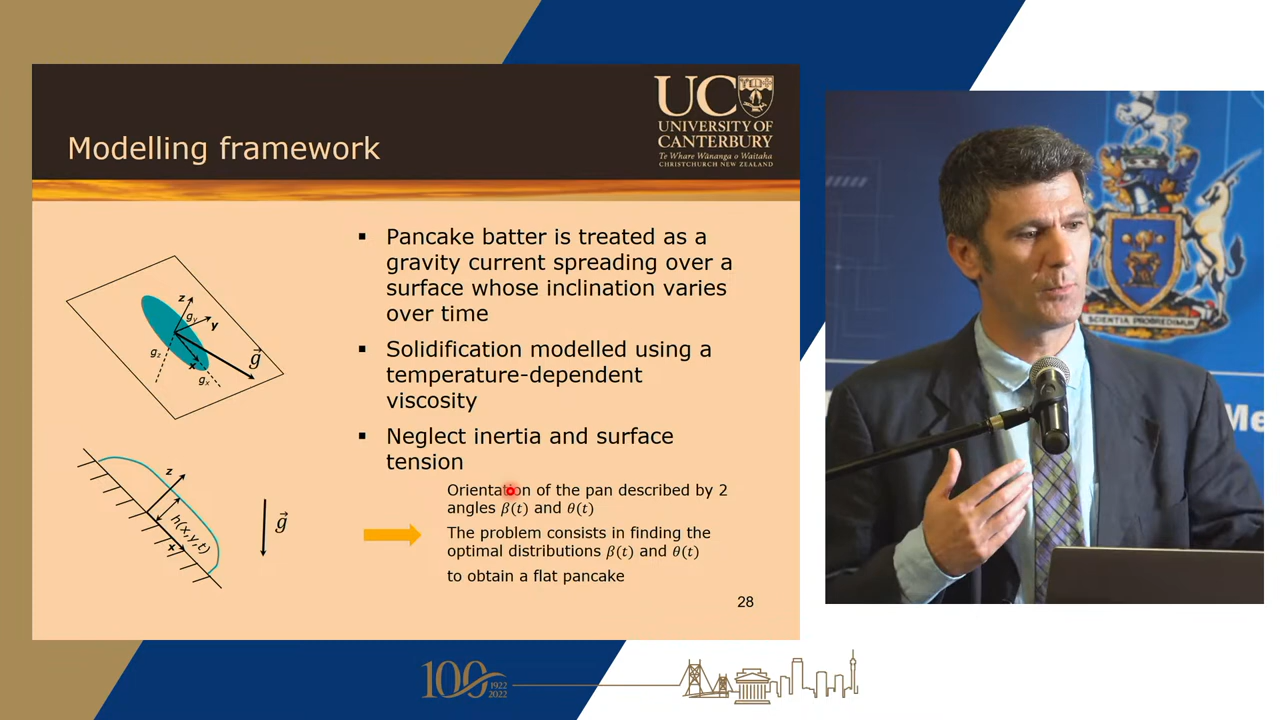 UC
UNIVERSITY OF
CANTERBURY
Te Whare Wānanga o Waitaha
CHRISTCHURCH NEW ZEALAND
Modelling framework
▪ Pancake batter is treated as a
gravity current spreading over a
surface whose inclination varies
over time
▪ Solidification modelled using a
temperature-dependent
viscosity
▪ Neglect inertia and surface
tension
Orientation of the pan described by 2
angles β(t) and θ(t)
The problem consists in finding the
optimal distributions β(t) and θ(t)
to obtain a flat pancake
28
z
g_y
y
g_z
x
g_x
g⃗
z
h(x,y,t)
x
g⃗
SCIENTIA PROBREDIMUR
Me
100
1922
2022